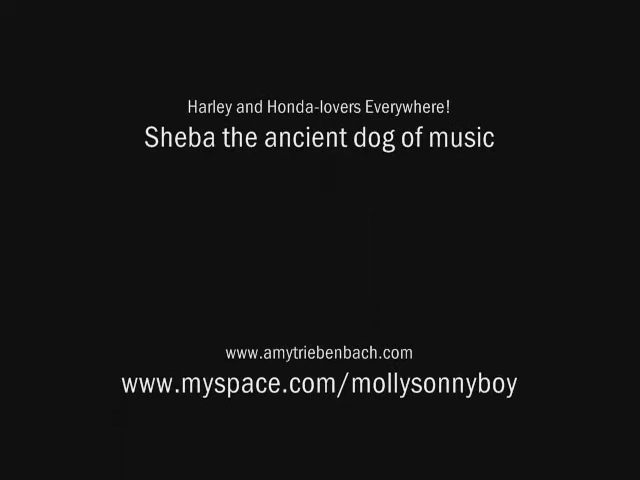 Harley and Honda-lovers Everywhere!
Sheba the ancient dog of music
www.amytriebenbach.com
www.myspace.com/mollysonnyboy